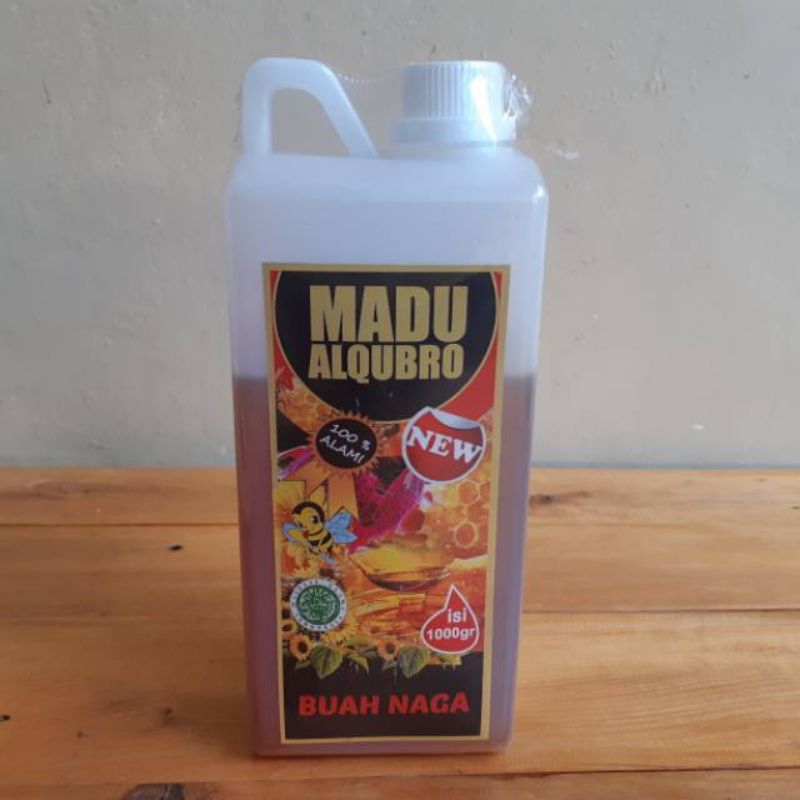 MADU
ALQUBRO
100 %
ALAMI
NEW
isi
1000gr
BUAH NAGA